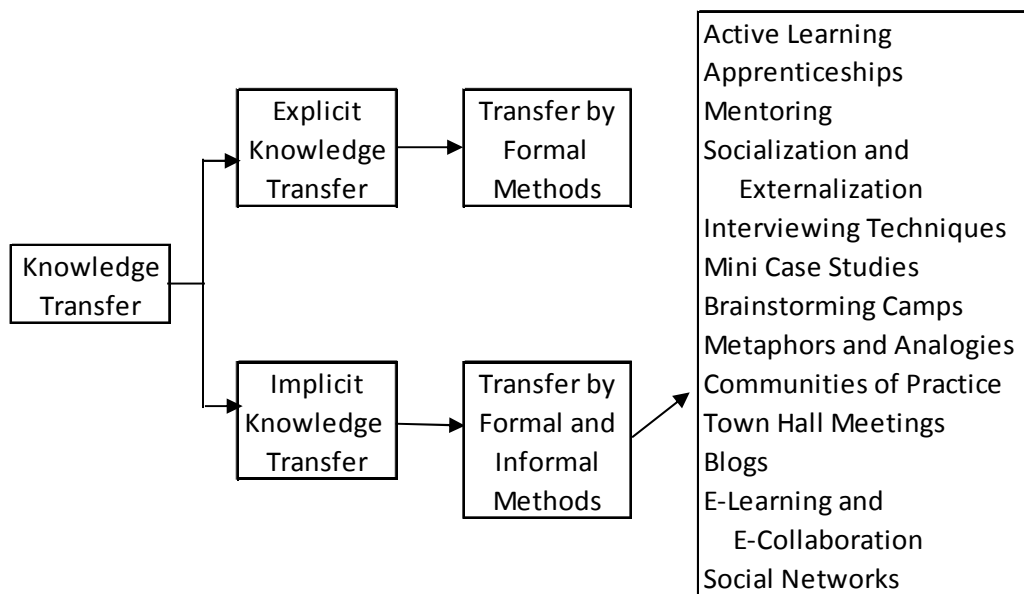 Knowledge
Transfer
Explicit
Knowledge
Transfer
Transfer by
Formal
Methods
Implicit
Knowledge
Transfer
Transfer by
Formal and
Informal
Methods
Active Learning
Apprenticeships
Mentoring
Socialization and
Externalization
Interviewing Techniques
Mini Case Studies
Brainstorming Camps
Metaphors and Analogies
Communities of Practice
Town Hall Meetings
Blogs
E-Learning and
E-Collaboration
Social Networks